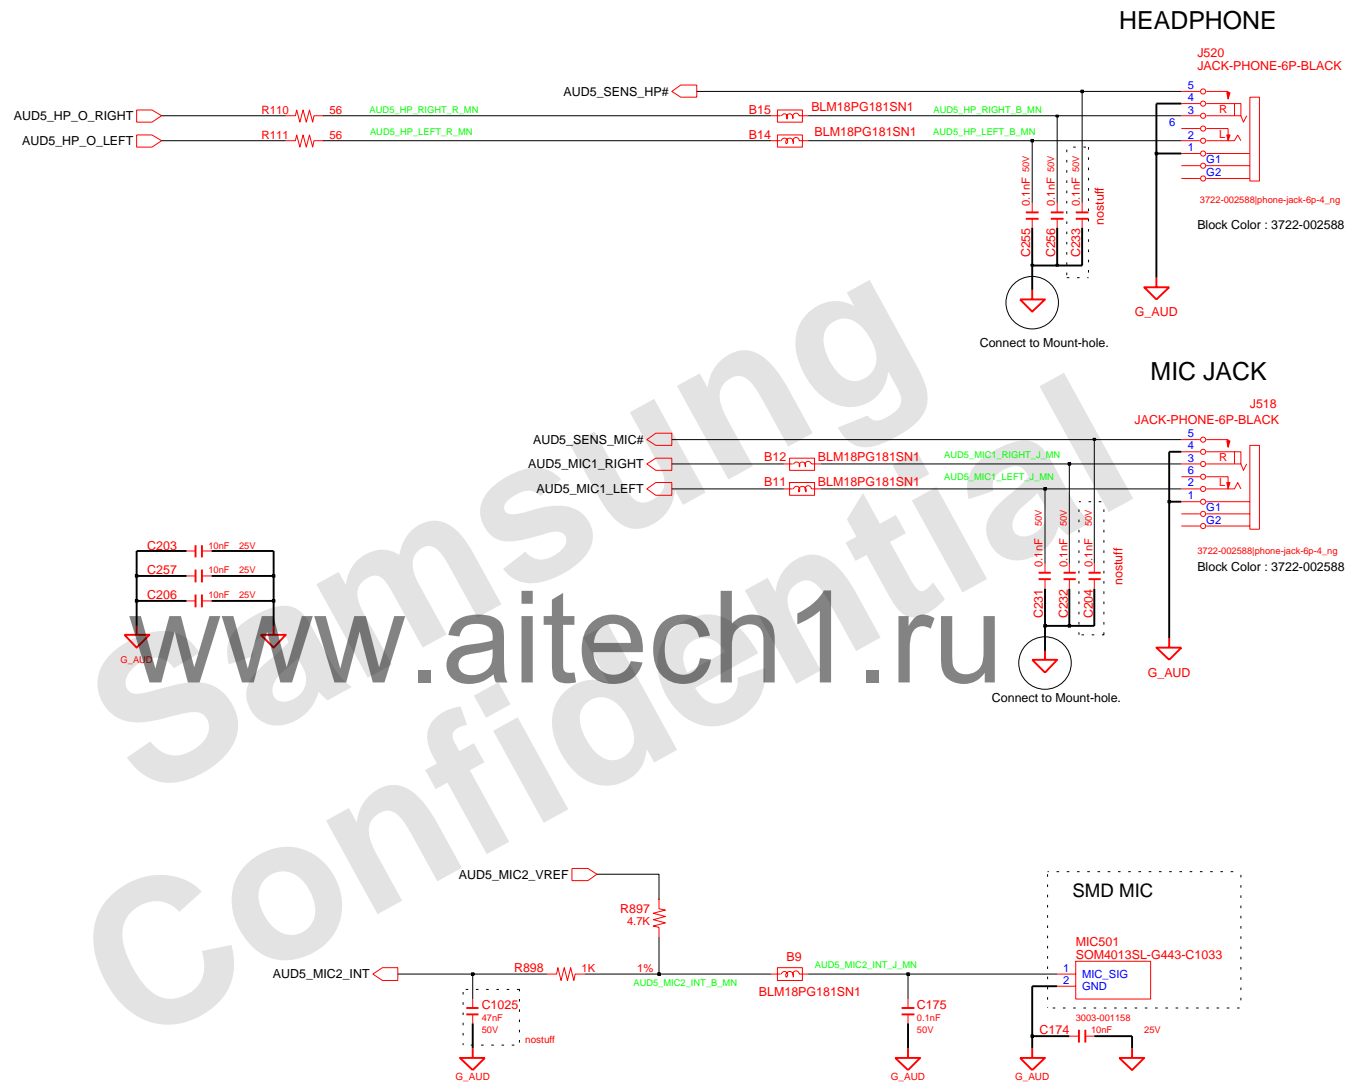 HEADPHONE
J520
JACK-PHONE-6P-BLACK
AUD5_SENS_HP#
5
4
AUD5_HP_O_RIGHT
R110
56
AUD5_HP_RIGHT_R_MN
B15
BLM18PG181SN1
AUD5_HP_RIGHT_B_MN
3
R
6
AUD5_HP_O_LEFT
R111
56
AUD5_HP_LEFT_R_MN
B14
BLM18PG181SN1
AUD5_HP_LEFT_B_MN
2
L
1
G1
G2
0.1nF 50V
0.1nF 50V
0.1nF 50V
nostuff
C255
C256
C233
3722-002588|phone-jack-6p-4_ng
Block Color : 3722-002588
G_AUD
Connect to Mount-hole.
MIC JACK
J518
JACK-PHONE-6P-BLACK
AUD5_SENS_MIC#
5
4
AUD5_MIC1_RIGHT
B12
BLM18PG181SN1
AUD5_MIC1_RIGHT_J_MN
3
R
6
AUD5_MIC1_LEFT
B11
BLM18PG181SN1
AUD5_MIC1_LEFT_J_MN
2
L
1
G1
G2
0.1nF 50V
0.1nF 50V
0.1nF 50V
nostuff
C231
C232
C204
3722-002588|phone-jack-6p-4_ng
Block Color : 3722-002588
G_AUD
Connect to Mount-hole.
C203 10nF 25V
C257 10nF 25V
C206 10nF 25V
G_AUD
Samsung
Confidential
www.aitech1.ru
AUD5_MIC2_VREF
R897
4.7K
AUD5_MIC2_INT
R898
1K
1%
AUD5_MIC2_INT_B_MN
B9
BLM18PG181SN1
AUD5_MIC2_INT_J_MN
SMD MIC
MIC501
SOM4013SL-G443-C1033
1
MIC_SIG
2
GND
3003-001158
C1025
47nF
50V
nostuff
G_AUD
C175
0.1nF
50V
G_AUD
C174
10nF
25V
G_AUD